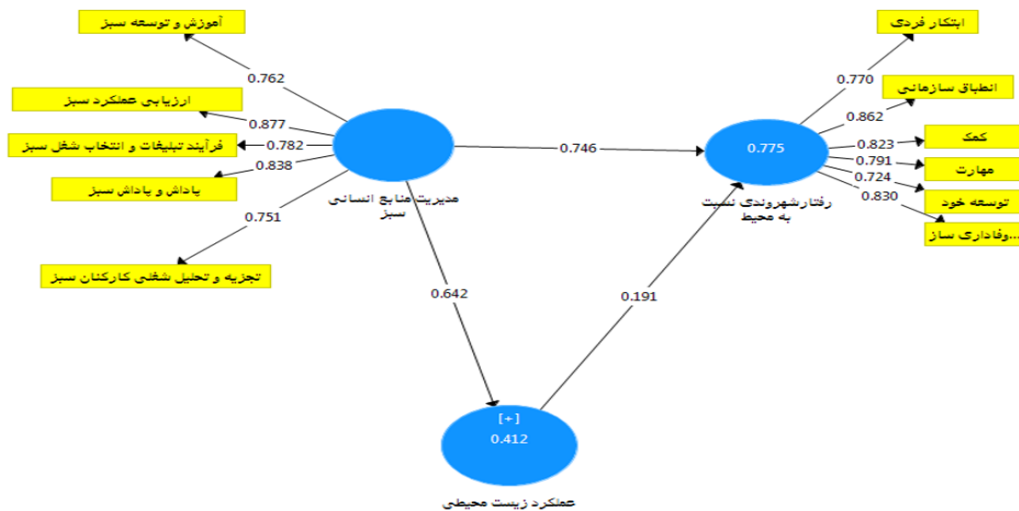 آموزش و توسعه سبز
0.762
ارزیابی عملکرد سبز
0.877
فرآیند تبلیغات و انتخاب شغل سبز
0.782
پاداش و پاداش سبز
0.838
0.751
تجزیه و تحلیل شغلی کارکنان سبز
مدیریت منابع انسانی
سبز
0.746
0.642
0.191
[+]
0.412
عملکرد زیست محیطی
0.775
رفتارشهروندی نسبت
به محیط
ابتکار فردی
0.770
انطباق سازمانی
0.862
کمک
0.823
مهارت
0.791
توسعه خود
0.724
وفاداری ساز...
0.830